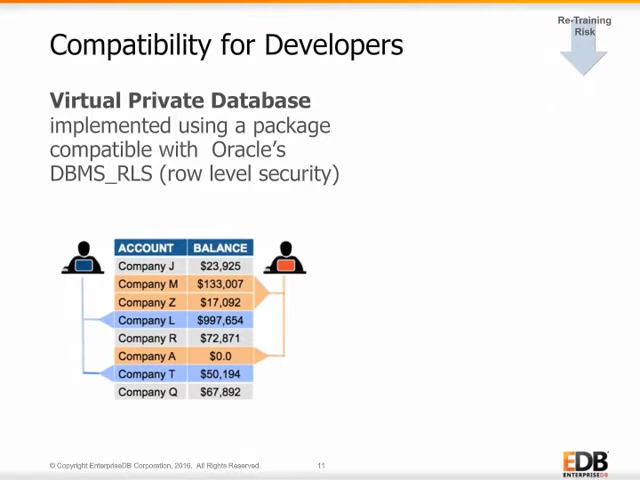 Re-Training
Risk
Compatibility for Developers
Virtual Private Database
implemented using a package
compatible with Oracle's
DBMS_RLS (row level security)
ACCOUNT BALANCE
Company J $23,925
Company M $133,007
Company Z $17,092
Company L $997,654
Company R $72,871
Company A $0.0
Company T $50,194
Company Q $67,892
© Copyright EnterpriseDB Corporation, 2016. All Rights Reserved.
11
EDB
ENTERPRISEDB